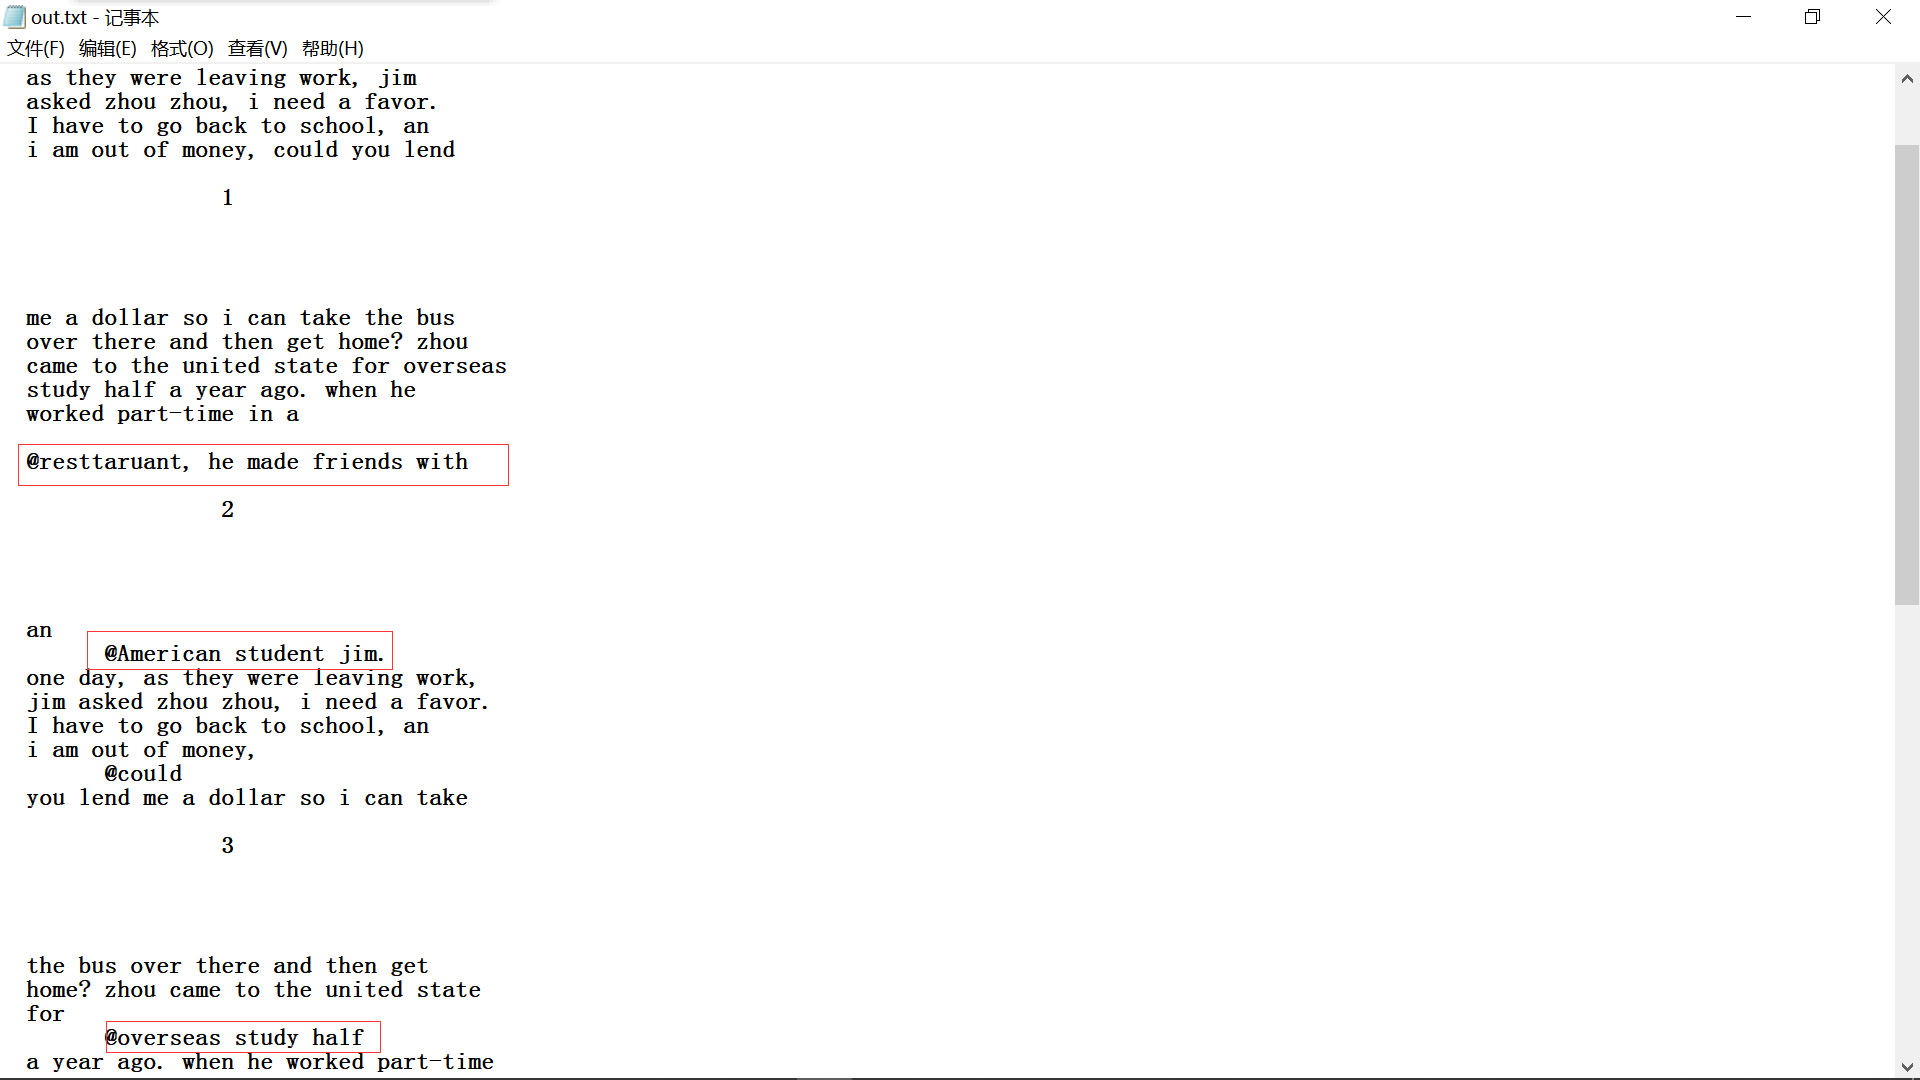 out.txt - 记事本
文件(F) 编辑(E) 格式(O) 查看(V) 帮助(H)
as they were leaving work, jim
asked zhou zhou, i need a favor.
I have to go back to school, an
i am out of money, could you lend
1
me a dollar so i can take the bus
over there and then get home? zhou
came to the united state for overseas
study half a year ago. when he
worked part-time in a
@resttaruant, he made friends with
2
an
@American student jim.
one day, as they were leaving work,
jim asked zhou zhou, i need a favor.
I have to go back to school, an
i am out of money,
@could
you lend me a dollar so i can take
3
the bus over there and then get
home? zhou came to the united state
for
@overseas study half
a year ago. when he worked part-time